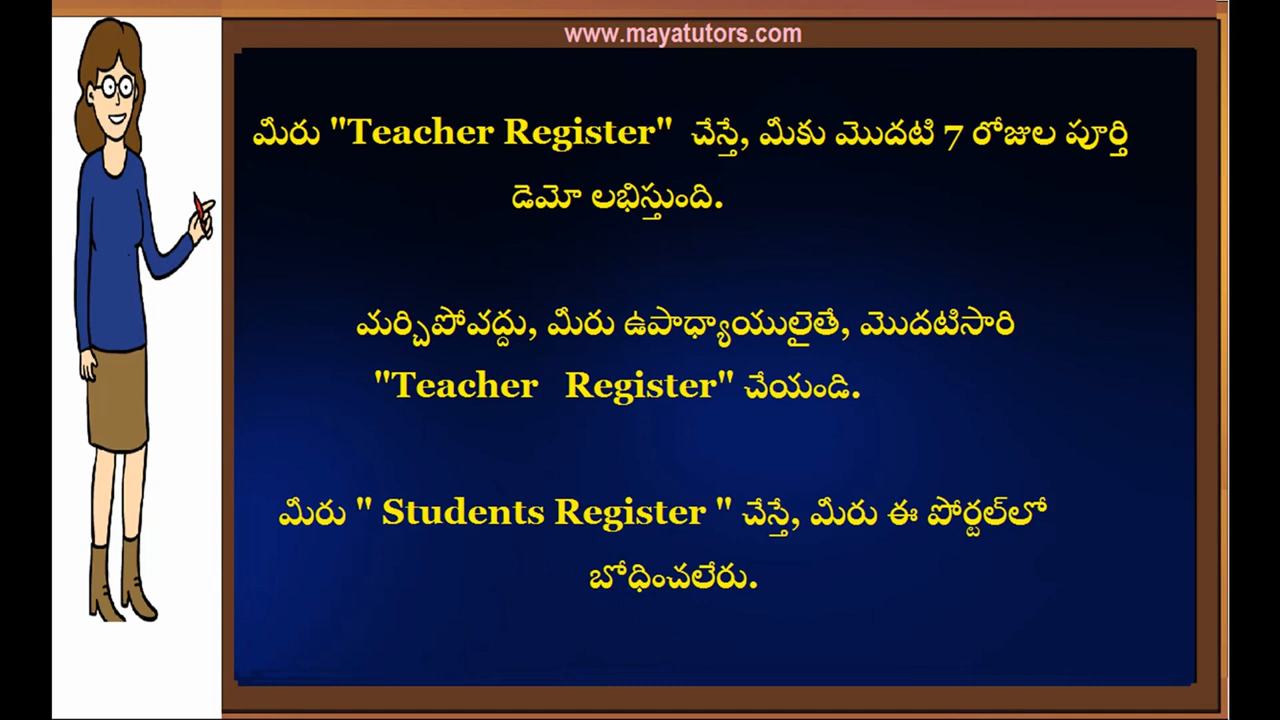 www.mayatutors.com
మీరు "Teacher Register" చేస్తే, మీకు మొదటి 7 రోజుల పూర్తి
డెమో లభిస్తుంది.
మర్చిపోవద్దు, మీరు ఉపాధ్యాయులైతే, మొదటిసారి
"Teacher Register" చేయండి.
మీరు " Students Register " చేస్తే, మీరు ఈ పోర్టల్‌లో
బోధించలేరు.